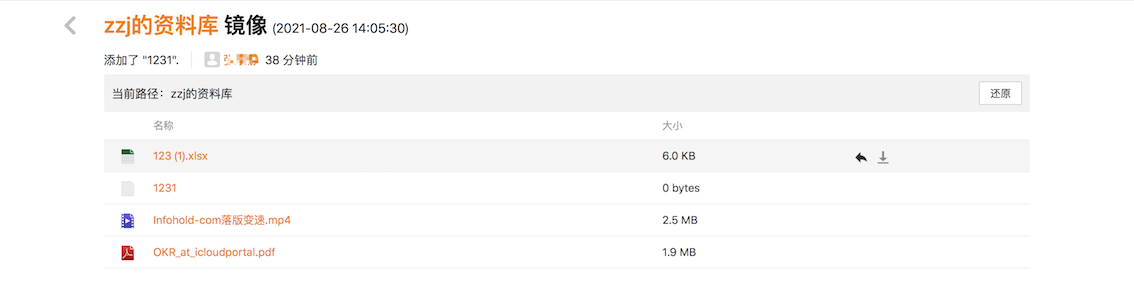 zzj的资料库 镜像 (2021-08-26 14:05:30)
添加了 "1231". 38 分钟前
当前路径：zzj的资料库 还原
名称 大小
123 (1).xlsx 6.0 KB
1231 0 bytes
Infohold-com落版变速.mp4 2.5 MB
OKR_at_icloudportal.pdf 1.9 MB